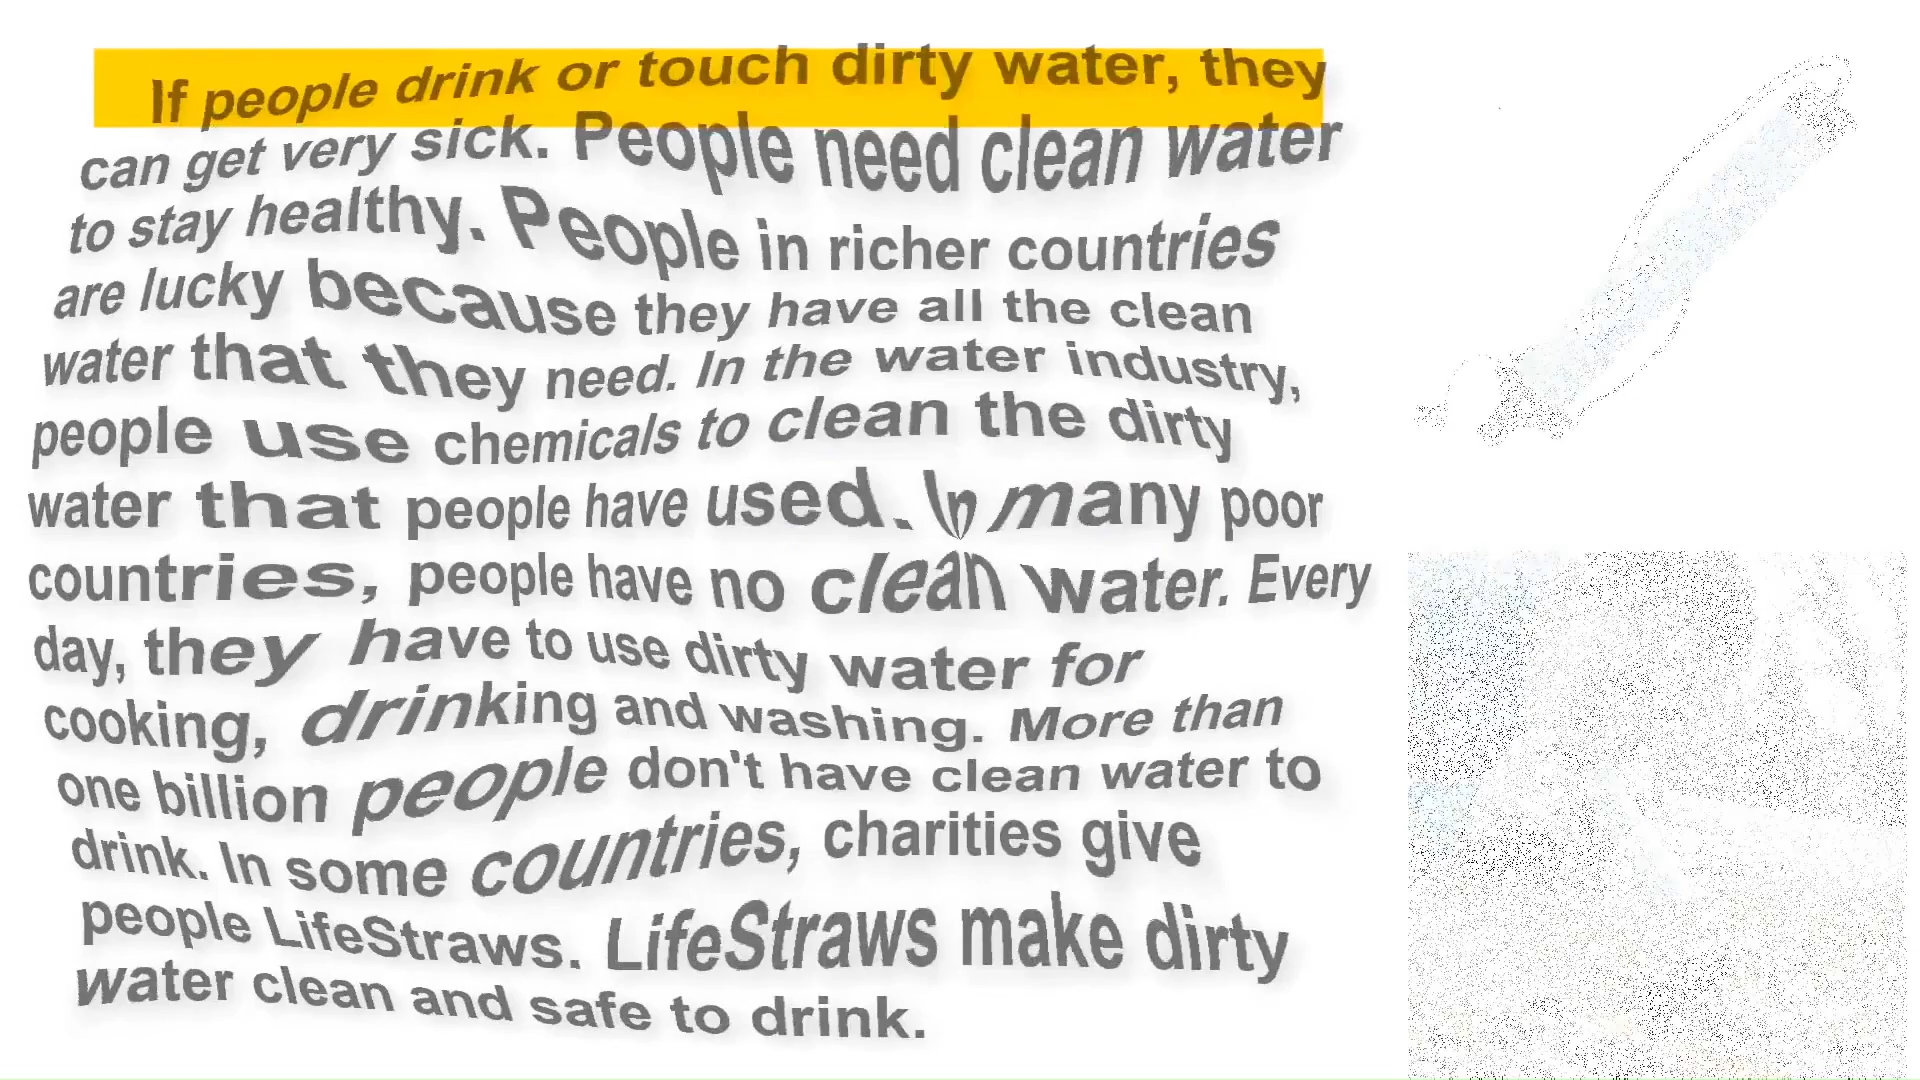 If people drink or touch dirty water, they
can get very sick. People need clean water
to stay healthy. People in richer countries
are lucky because they have all the clean
water that they need. In the water industry,
people use chemicals to clean the dirty
water that people have used. In many poor
countries, people have no clean water. Every
day, they have to use dirty water for
cooking, drinking and washing. More than
one billion people don't have clean water to
drink. In some countries, charities give
people LifeStraws. LifeStraws make dirty
water clean and safe to drink.